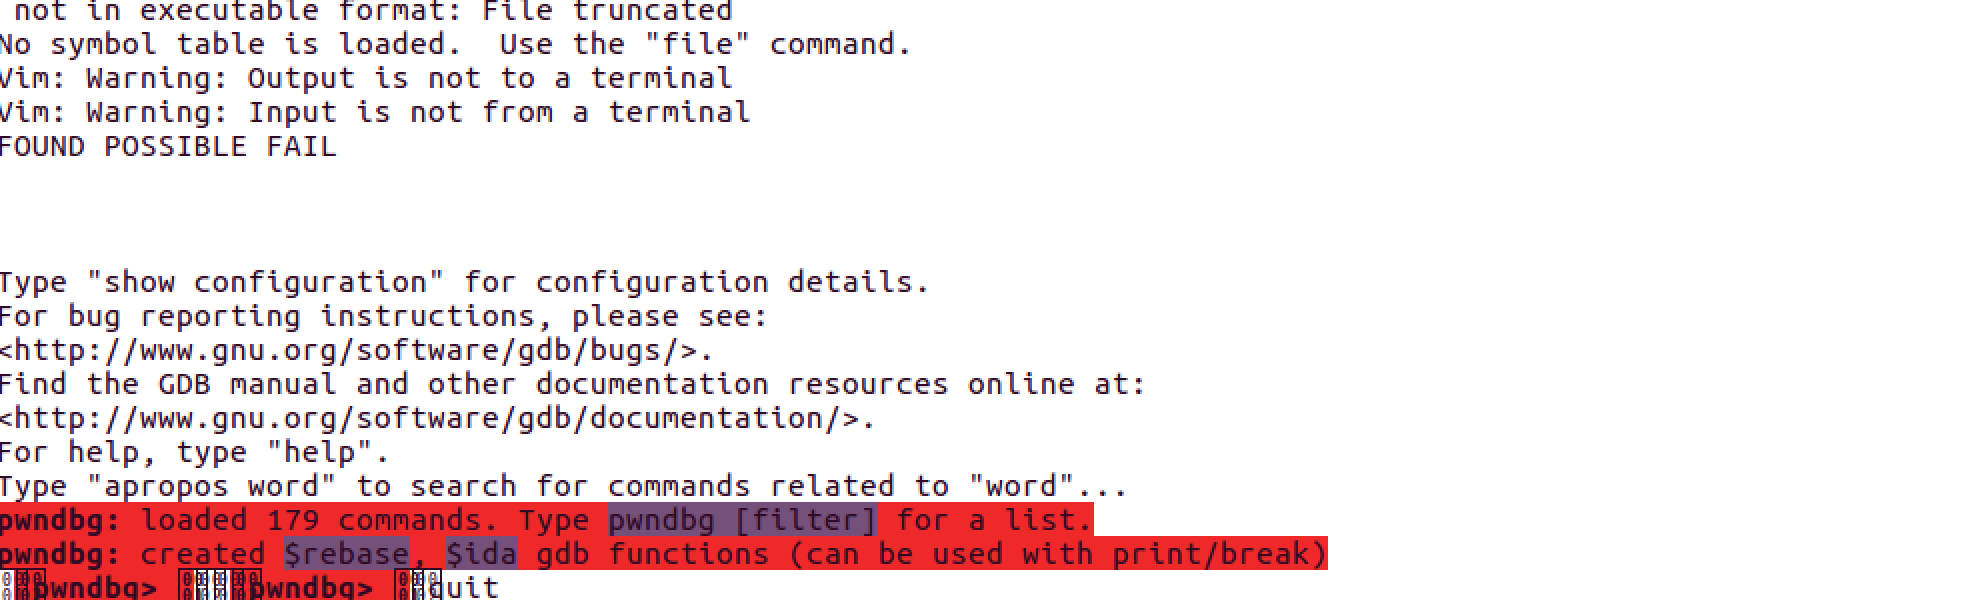 not in executable format: File truncated
No symbol table is loaded.  Use the "file" command.
Vim: Warning: Output is not to a terminal
Vim: Warning: Input is not from a terminal
FOUND POSSIBLE FAIL
Type "show configuration" for configuration details.
For bug reporting instructions, please see:
<http://www.gnu.org/software/gdb/bugs/>.
Find the GDB manual and other documentation resources online at:
<http://www.gnu.org/software/gdb/documentation/>.
For help, type "help".
Type "apropos word" to search for commands related to "word"...
pwndbg: loaded 179 commands. Type pwndbg [filter] for a list.
pwndbg: created $rebase, $ida gdb functions (can be used with print/break)
pwndbg> pwndbg> quit